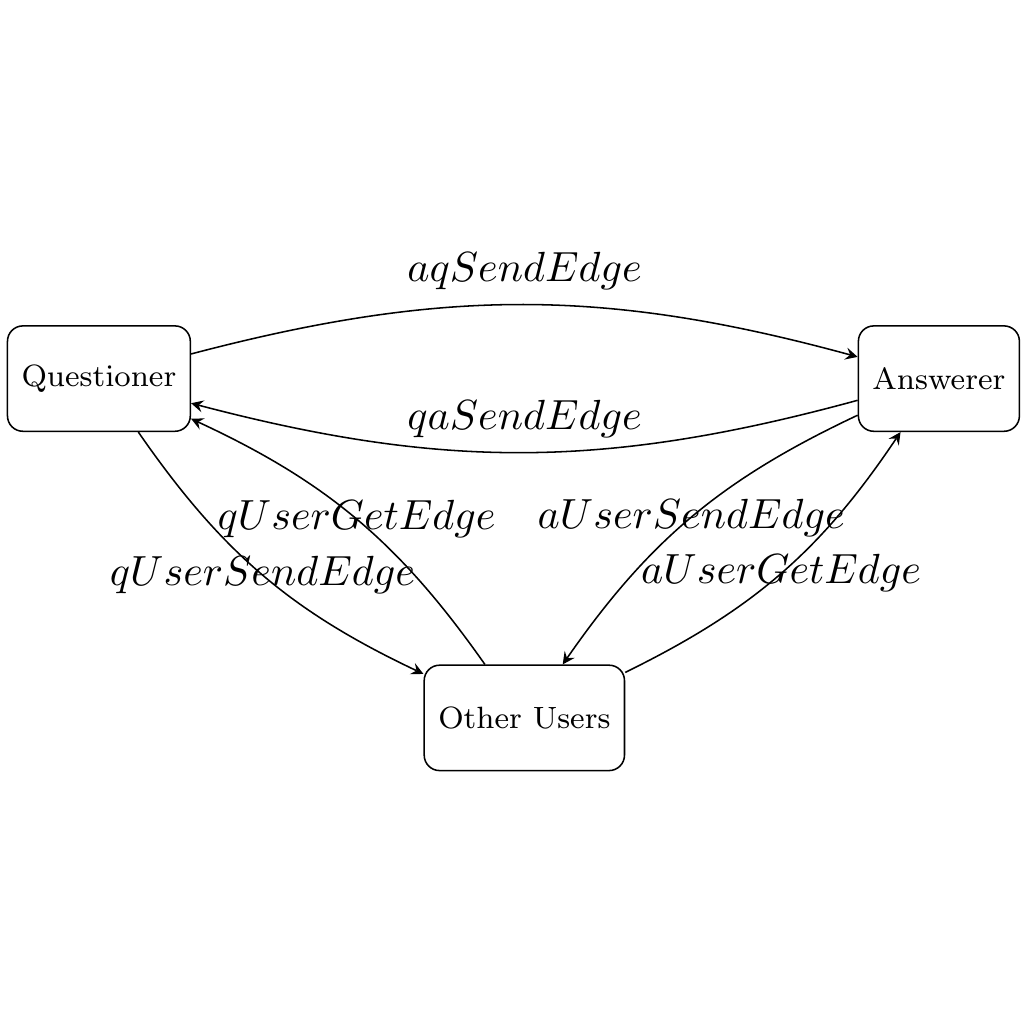 aqSendEdge
Questioner
Answerer
qaSendEdge
qUserGetEdge
aUserSendEdge
qUserSendEdge
aUserGetEdge
Other Users